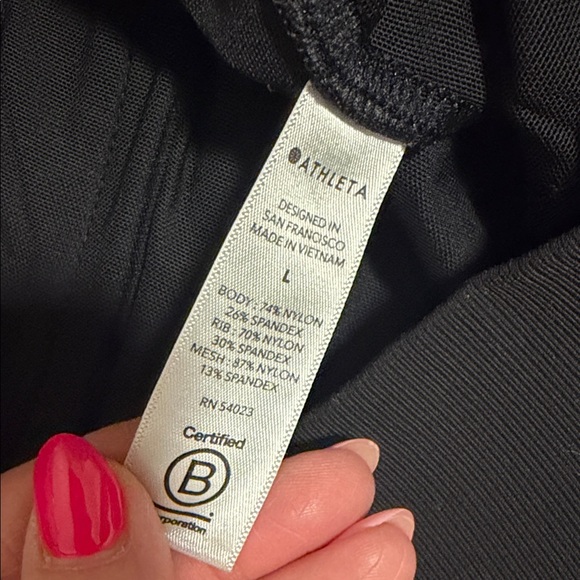 ATHLETA
DESIGNED IN
SAN FRANCISCO
MADE IN VIETNAM
L
BODY : 74% NYLON
26% SPANDEX
RIB : 70% NYLON
30% SPANDEX
MESH : 87% NYLON
13% SPANDEX
RN 54023
Certified
B
orporation